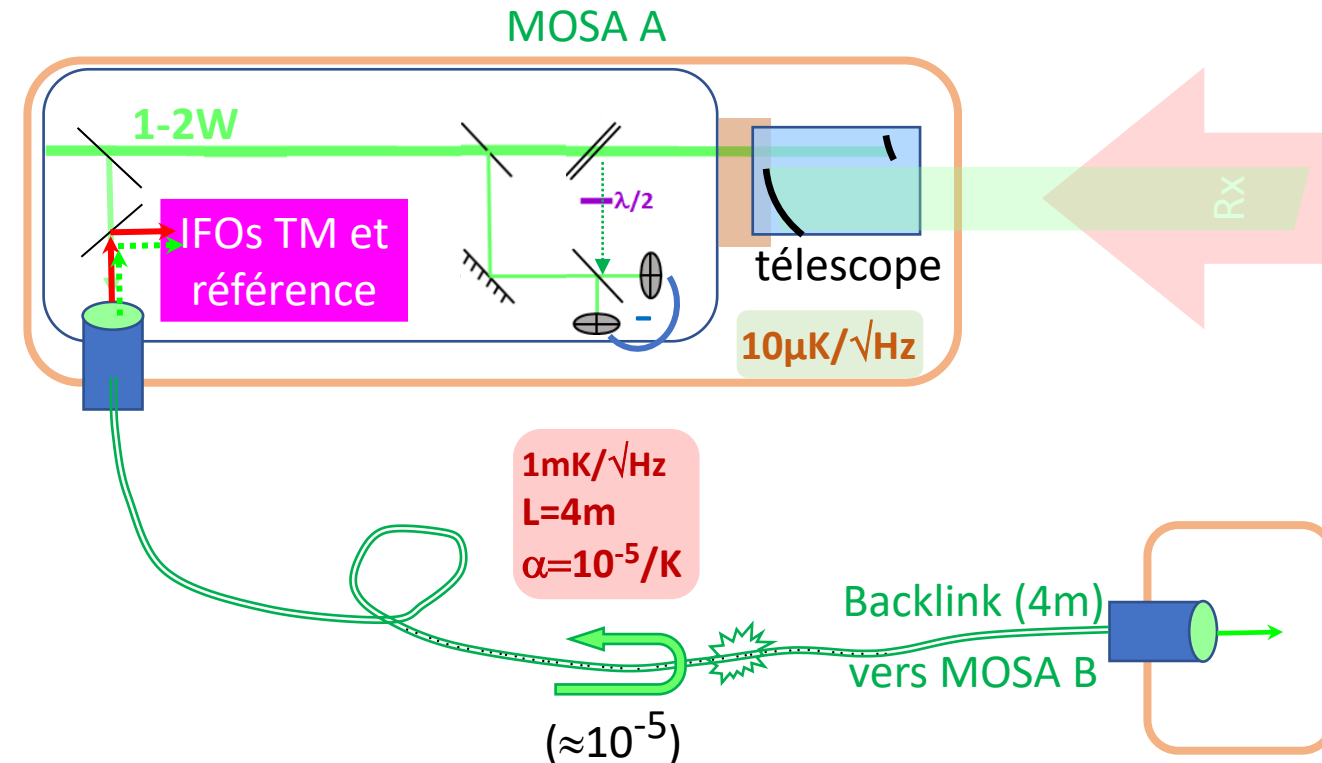 MOSA A
1-2W
λ/2
Rx
IFOs TM et
référence
télescope
-
10µK/√Hz
1mK/√Hz
L=4m
α=10⁻⁵/K
Backlink (4m)
vers MOSA B
(≈10⁻⁵)